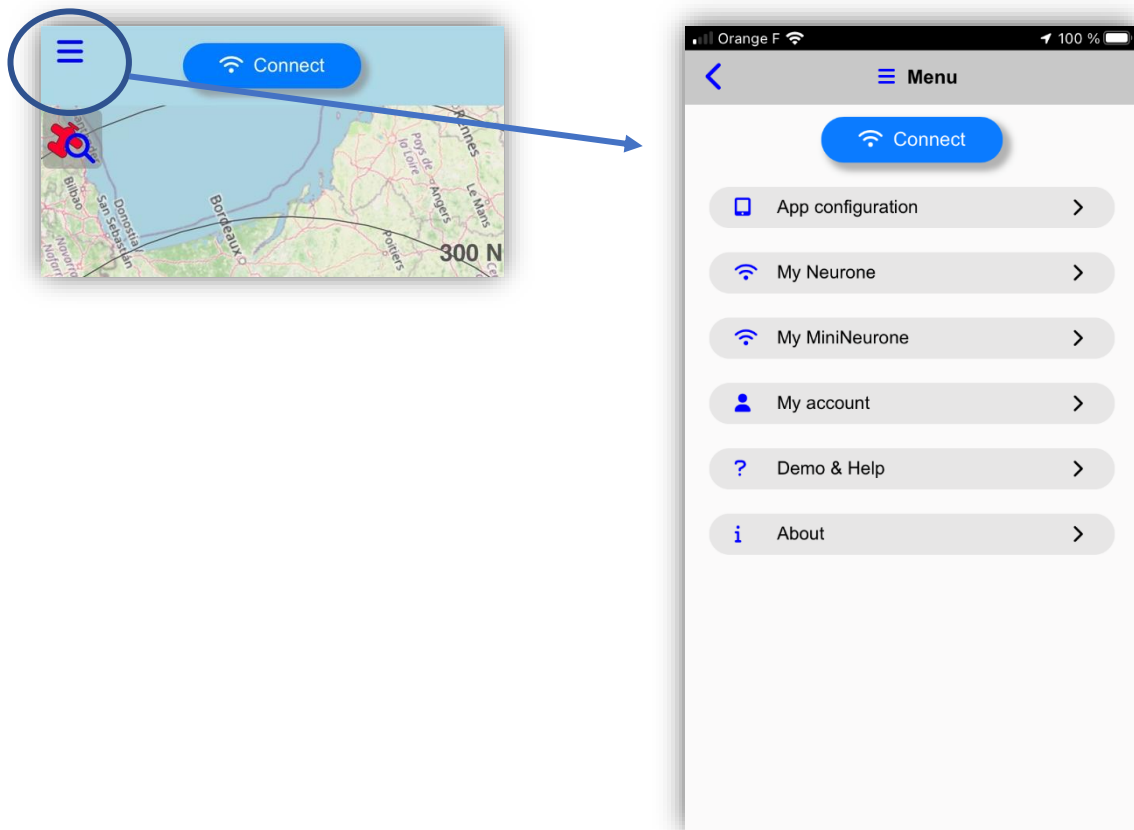 Connect
Rennes
Pays de
la Loire
Angers
Le Mans
Bilbao
Donostia/
San Sebastián
Bordeaux
Poitiers
300 N
Orange F
100 %
Menu
Connect
App configuration
My Neurone
My MiniNeurone
My account
? Demo & Help
i About